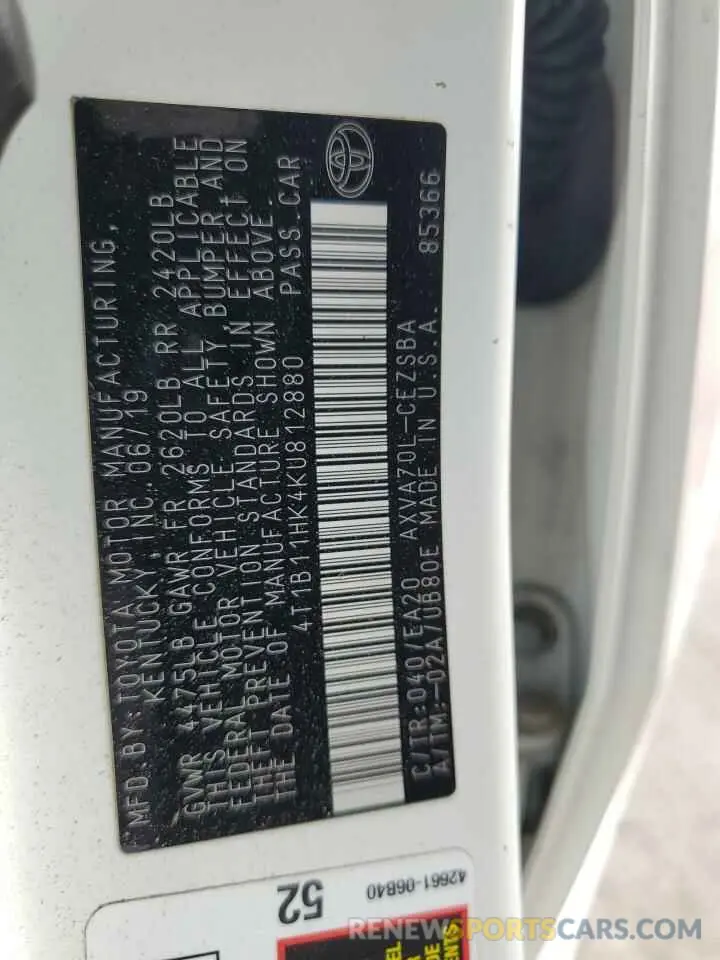 MFD. BY: TOYOTA MOTOR MANUFACTURING,
KENTUCKY, INC. 06/19
GVWR 4475LB GAWR FR 2620LB RR 2420LB
THIS VEHICLE CONFORMS TO ALL APPLICABLE
FEDERAL MOTOR VEHICLE SAFETY, BUMPER, AND
THEFT PREVENTION STANDARDS IN EFFECT ON
THE DATE OF MANUFACTURE SHOWN ABOVE.
4T1B11HK4KU812880 PASS. CAR
C/TR: 040/EA20 AXVA70L-CEZSBA
A/TM:-02A/UB80E MADE IN U.S.A. 85366
52
42661-06B40
RENEWSPORTSCARS.COM